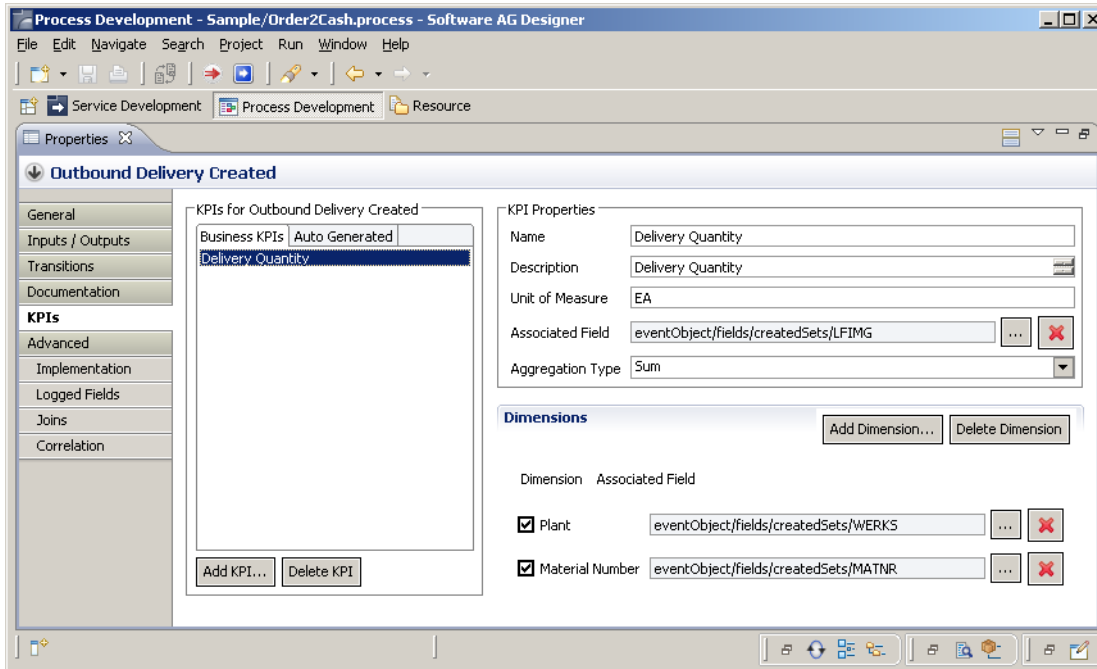 Process Development - Sample/Order2Cash.process - Software AG Designer
File Edit Navigate Search Project Run Window Help
Service Development Process Development Resource
Properties
Outbound Delivery Created
General
Inputs / Outputs
Transitions
Documentation
KPIs
Advanced
Implementation
Logged Fields
Joins
Correlation
KPIs for Outbound Delivery Created
Business KPIs Auto Generated
Delivery Quantity
Add KPI... Delete KPI
KPI Properties
Name Delivery Quantity
Description Delivery Quantity
Unit of Measure EA
Associated Field eventObject/fields/createdSets/LFIMG ...
Aggregation Type Sum
Dimensions Add Dimension... Delete Dimension
Dimension Associated Field
Plant eventObject/fields/createdSets/WERKS ...
Material Number eventObject/fields/createdSets/MATNR ...